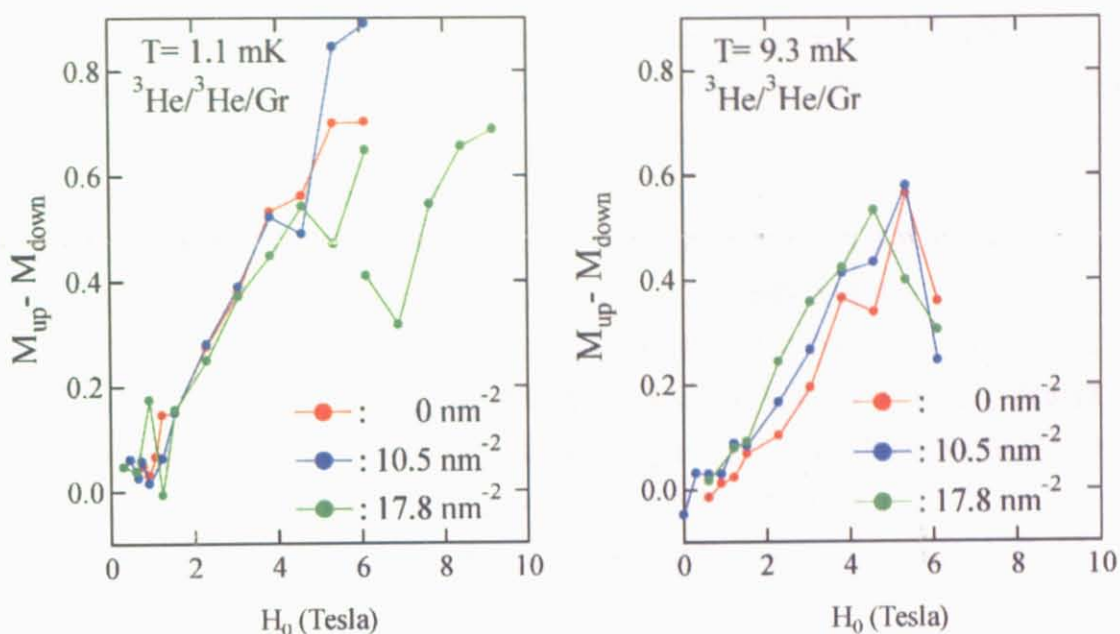 T= 1.1 mK
³He/³He/Gr
0.8
0.6
0.4
0.2
0.0
M_up- M_down
: 0 nm⁻²
: 10.5 nm⁻²
: 17.8 nm⁻²
0 2 4 6 8 10
H₀ (Tesla)
T= 9.3 mK
³He/³He/Gr
0.8
0.6
0.4
0.2
0.0
M_up- M_down
: 0 nm⁻²
: 10.5 nm⁻²
: 17.8 nm⁻²
0 2 4 6 8 10
H₀ (Tesla)